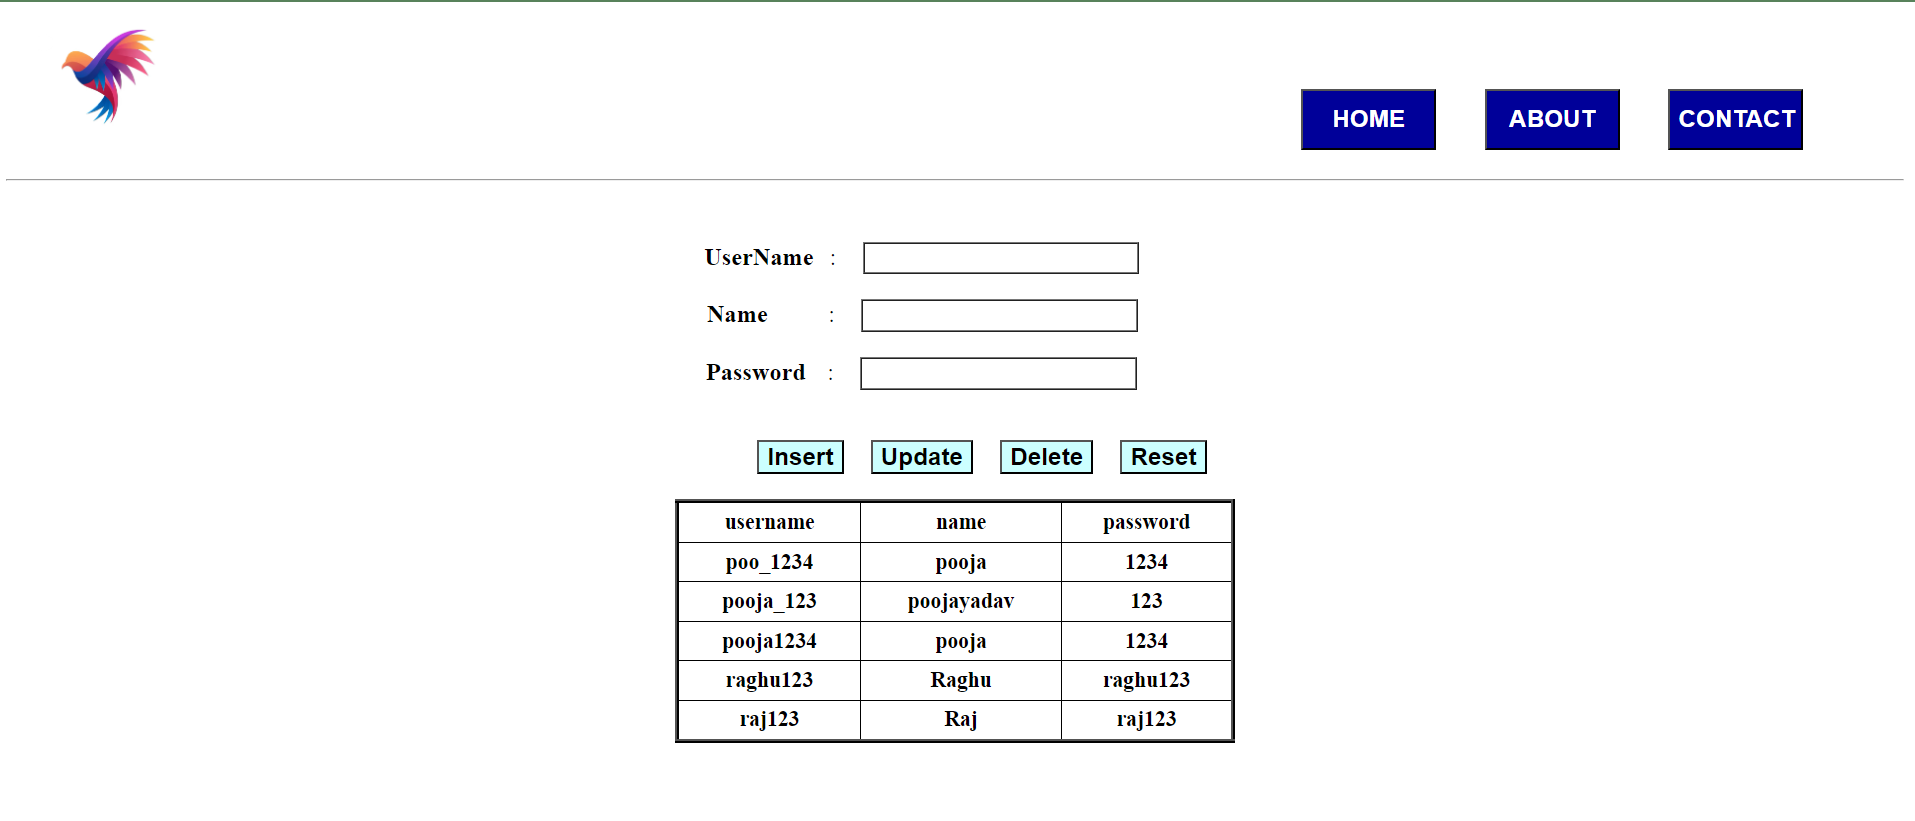 HOME ABOUT CONTACT
UserName :
Name :
Password :
Insert Update Delete Reset
username name password
poo_1234 pooja 1234
pooja_123 poojayadav 123
pooja1234 pooja 1234
raghu123 Raghu raghu123
raj123 Raj raj123